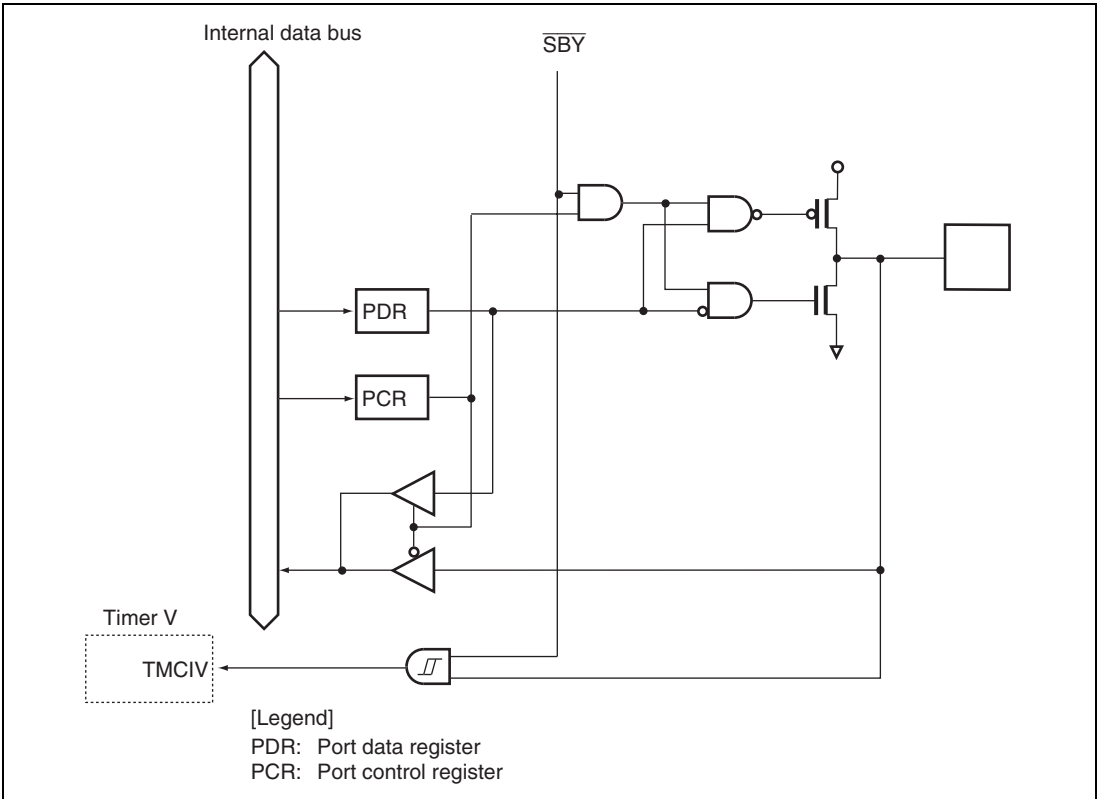 Internal data bus
SBY
PDR
PCR
Timer V
TMCIV
[Legend]
PDR: Port data register
PCR: Port control register